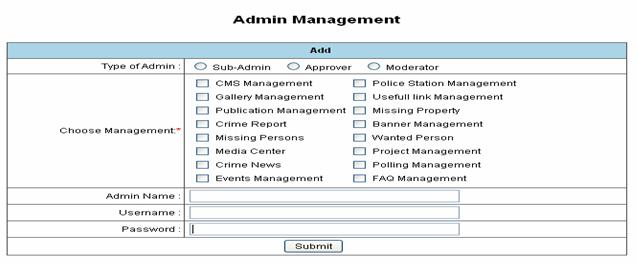 Admin Management
Add
Type of Admin : Sub-Admin Approver Moderator
Choose Management:*
CMS Management Police Station Management
Gallery Management Usefull link Management
Publication Management Missing Property
Crime Report Banner Management
Missing Persons Wanted Person
Media Center Project Management
Crime News Polling Management
Events Management FAQ Management
Admin Name :
Username :
Password :
Submit